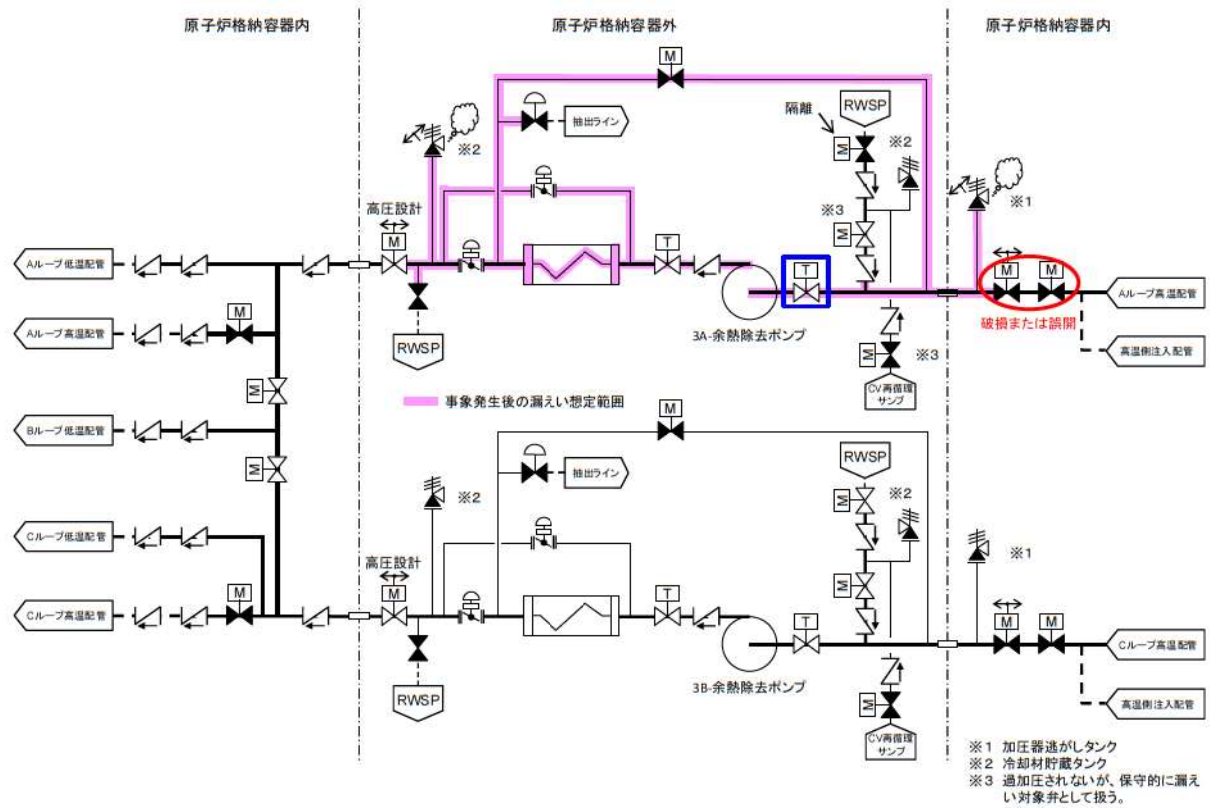 原子炉格納容器内
原子炉格納容器外
原子炉格納容器内
M
抽出ライン
隔離
RWSP
M
※2
※2
※1
高圧設計
M
※3
M
T
T
M
M
Aループ低温配管
Aループ高温配管
3A-余熱除去ポンプ
破損または誤開
Aループ高温配管
高温側注入配管
M
RWSP
M
※3
CV再循環
サンプ
M
事象発生後の漏えい想定範囲
M
Bループ低温配管
M
抽出ライン
RWSP
※2
M
※2
※1
Cループ低温配管
高圧設計
M
M
T
T
M
M
M
Cループ高温配管
Cループ高温配管
3B-余熱除去ポンプ
RWSP
M
高温側注入配管
CV再循環
サンプ
※1 加圧器逃がしタンク
※2 冷却材貯蔵タンク
※3 過加圧されないが、保守的に漏え
い対象弁として扱う。